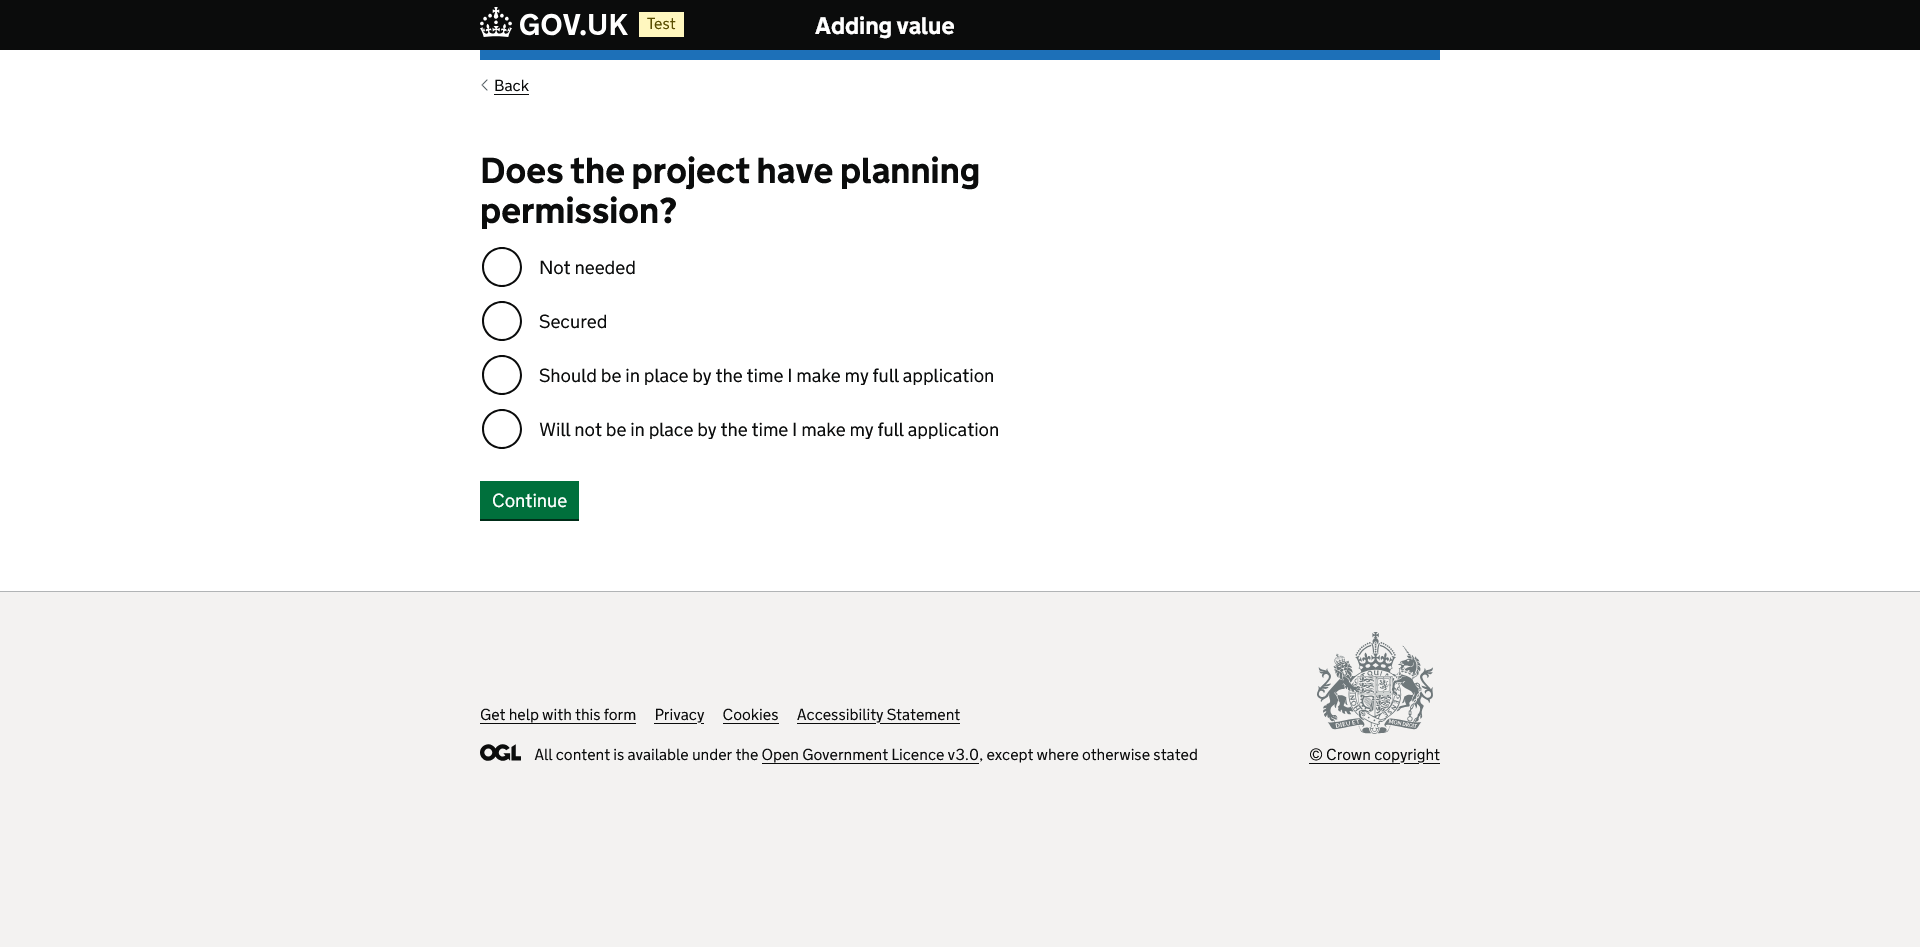 GOV.UK Test Adding value
Back
Does the project have planning
permission?
Not needed
Secured
Should be in place by the time I make my full application
Will not be in place by the time I make my full application
Continue
Get help with this form Privacy Cookies Accessibility Statement
OGL All content is available under the Open Government Licence v3.0, except where otherwise stated
© Crown copyright